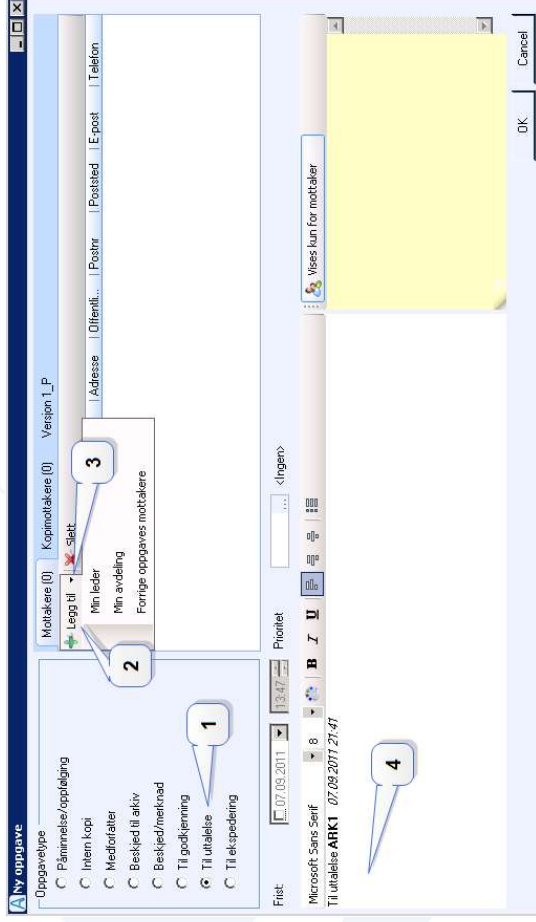 Ny oppgave
Oppgavetype
Påminnelse/oppfølging
Intern kopi
Medforfatter
Beskjed til arkiv
Beskjed/merknad
Til godkjenning
Til uttalelse
Til ekspedering
1
Mottakere (0) Kopimottakere (0) Versjon 1_P
Legg til Slett
Adresse Offentli... Postnr Poststed E-post Telefon
Min leder
Min avdeling
Forrige oppgaves mottakere
2
3
Frist: 07.09.2011 13:47 Prioritet ... <Ingen>
Microsoft Sans Serif 8 B I U
Vises kun for mottaker
Til uttalelse ARK1 07.09.2011 21:41
4
OK Cancel